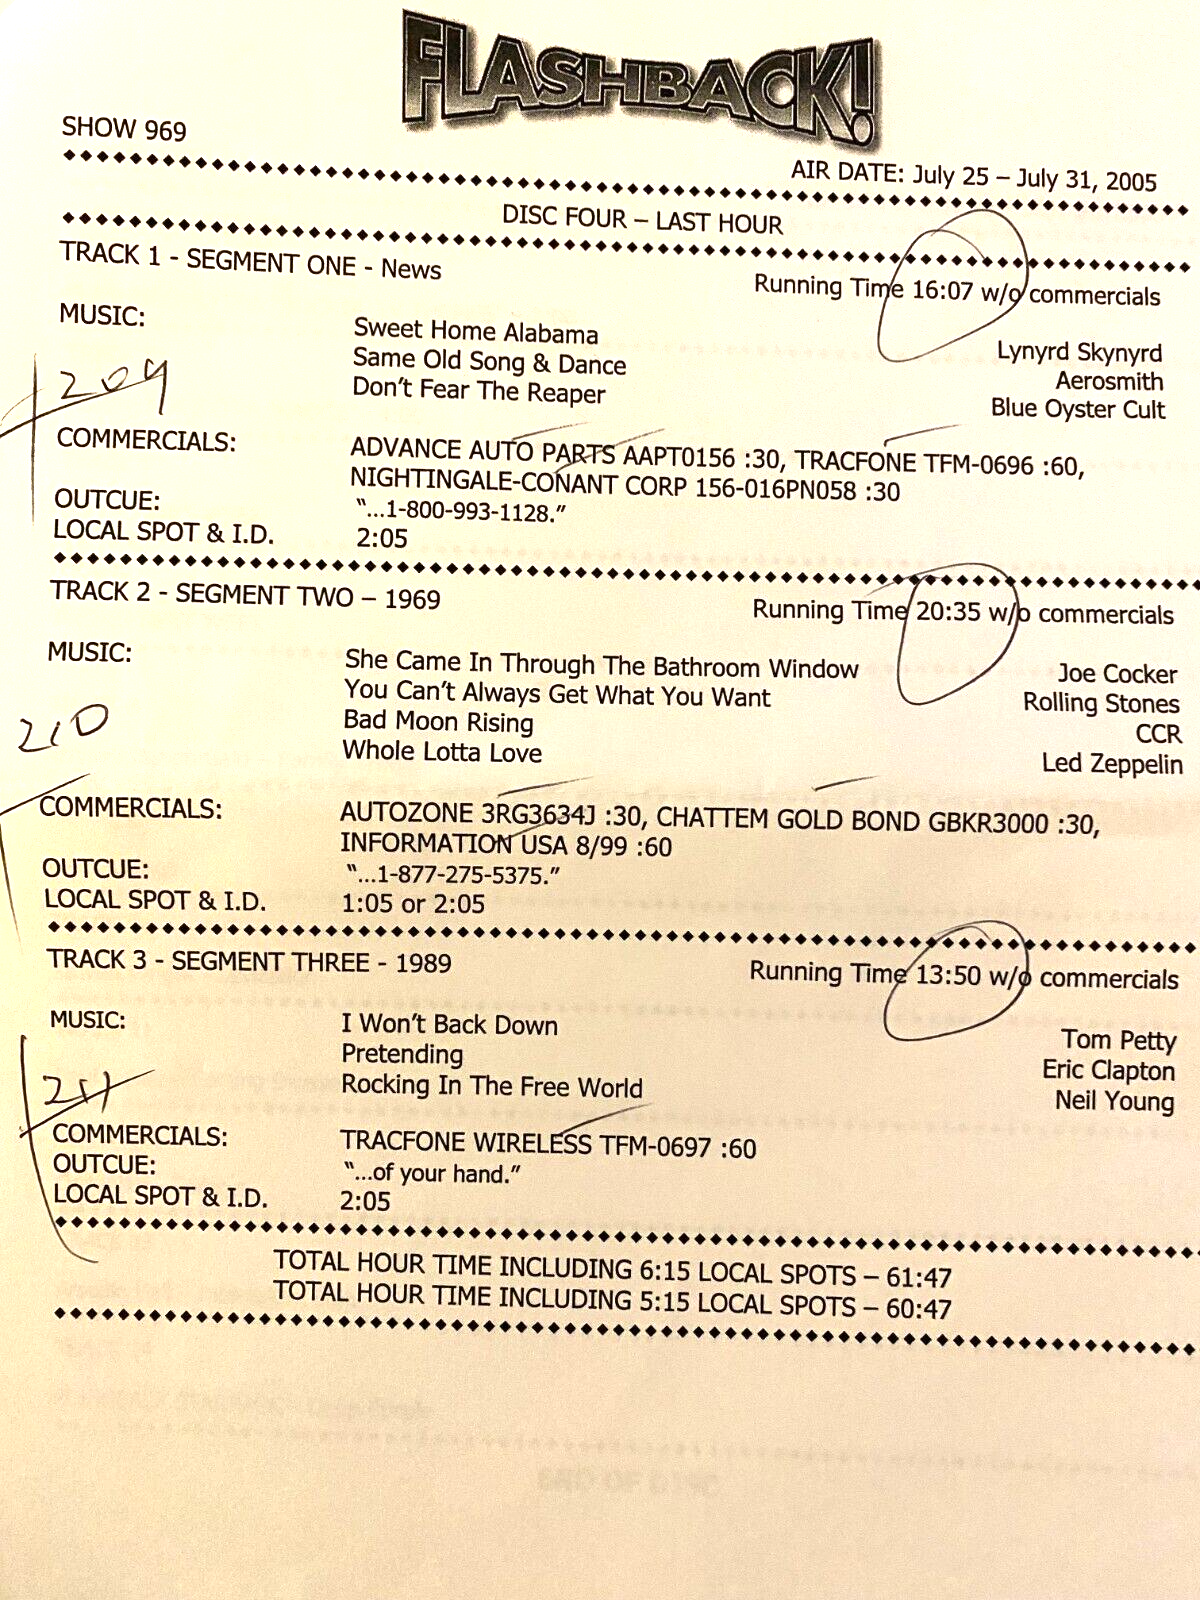 FLASHBACK!
SHOW 969
AIR DATE: July 25 – July 31, 2005
DISC FOUR – LAST HOUR
TRACK 1 - SEGMENT ONE - News
Running Time 16:07 w/o commercials
MUSIC:
Sweet Home Alabama Lynyrd Skynyrd
Same Old Song & Dance Aerosmith
Don't Fear The Reaper Blue Oyster Cult
209
COMMERCIALS: ADVANCE AUTO PARTS AAPT0156 :30, TRACFONE TFM-0696 :60,
NIGHTINGALE-CONANT CORP 156-016PN058 :30
OUTCUE: "...1-800-993-1128."
LOCAL SPOT & I.D. 2:05
TRACK 2 - SEGMENT TWO – 1969
Running Time 20:35 w/o commercials
MUSIC: She Came In Through The Bathroom Window Joe Cocker
You Can't Always Get What You Want Rolling Stones
Bad Moon Rising CCR
Whole Lotta Love Led Zeppelin
210
COMMERCIALS: AUTOZONE 3RG3634J :30, CHATTEM GOLD BOND GBKR3000 :30,
INFORMATION USA 8/99 :60
OUTCUE: "...1-877-275-5375."
LOCAL SPOT & I.D. 1:05 or 2:05
TRACK 3 - SEGMENT THREE - 1989
Running Time 13:50 w/o commercials
MUSIC: I Won't Back Down Tom Petty
Pretending Eric Clapton
Rocking In The Free World Neil Young
211
COMMERCIALS: TRACFONE WIRELESS TFM-0697 :60
OUTCUE: "...of your hand."
LOCAL SPOT & I.D. 2:05
TOTAL HOUR TIME INCLUDING 6:15 LOCAL SPOTS – 61:47
TOTAL HOUR TIME INCLUDING 5:15 LOCAL SPOTS – 60:47